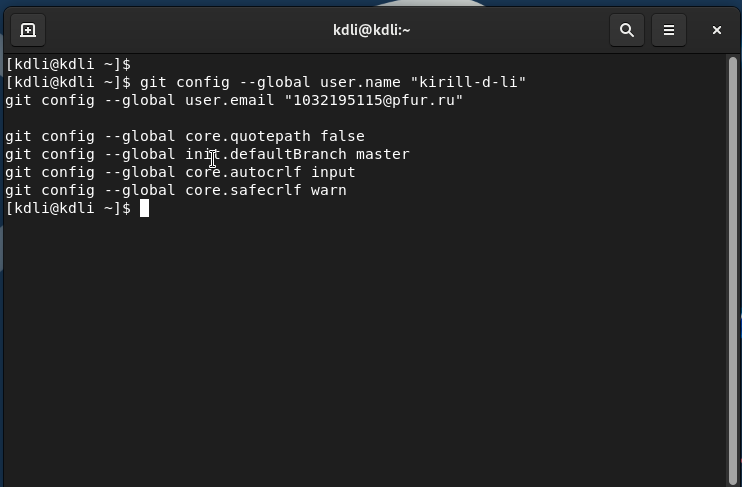 kdli@kdli:~
[kdli@kdli ~]$
[kdli@kdli ~]$ git config --global user.name "kirill-d-li"
git config --global user.email "1032195115@pfur.ru"
git config --global core.quotepath false
git config --global init.defaultBranch master
git config --global core.autocrlf input
git config --global core.safecrlf warn
[kdli@kdli ~]$